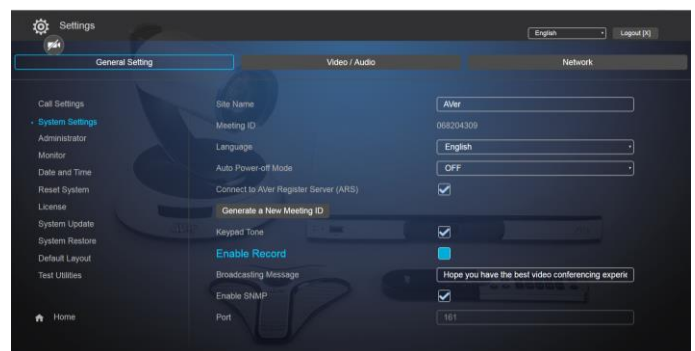 Settings
English
Logout [X]
General Setting
Video / Audio
Network
Call Settings
System Settings
Administrator
Monitor
Date and Time
Reset System
License
System Update
System Restore
Default Layout
Test Utilities
Home
Site Name AVer
Meeting ID 068204309
Language English
Auto Power-off Mode OFF
Connect to AVer Register Server (ARS)
Generate a New Meeting ID
Keypad Tone
Enable Record
Broadcasting Message Hope you have the best video conferencing experie
Enable SNMP
Port 161